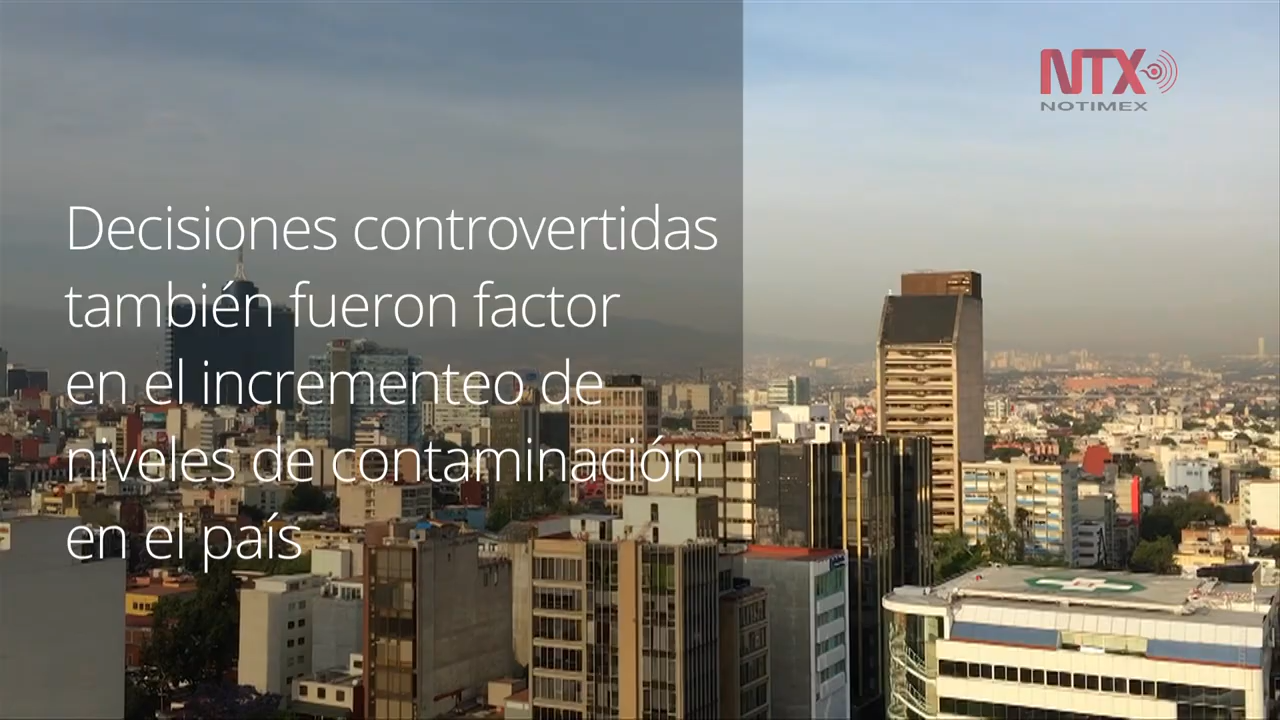 NTX
NOTIMEX
Decisiones controvertidas
también fueron factor
en el incrementeo de
niveles de contaminación
en el país